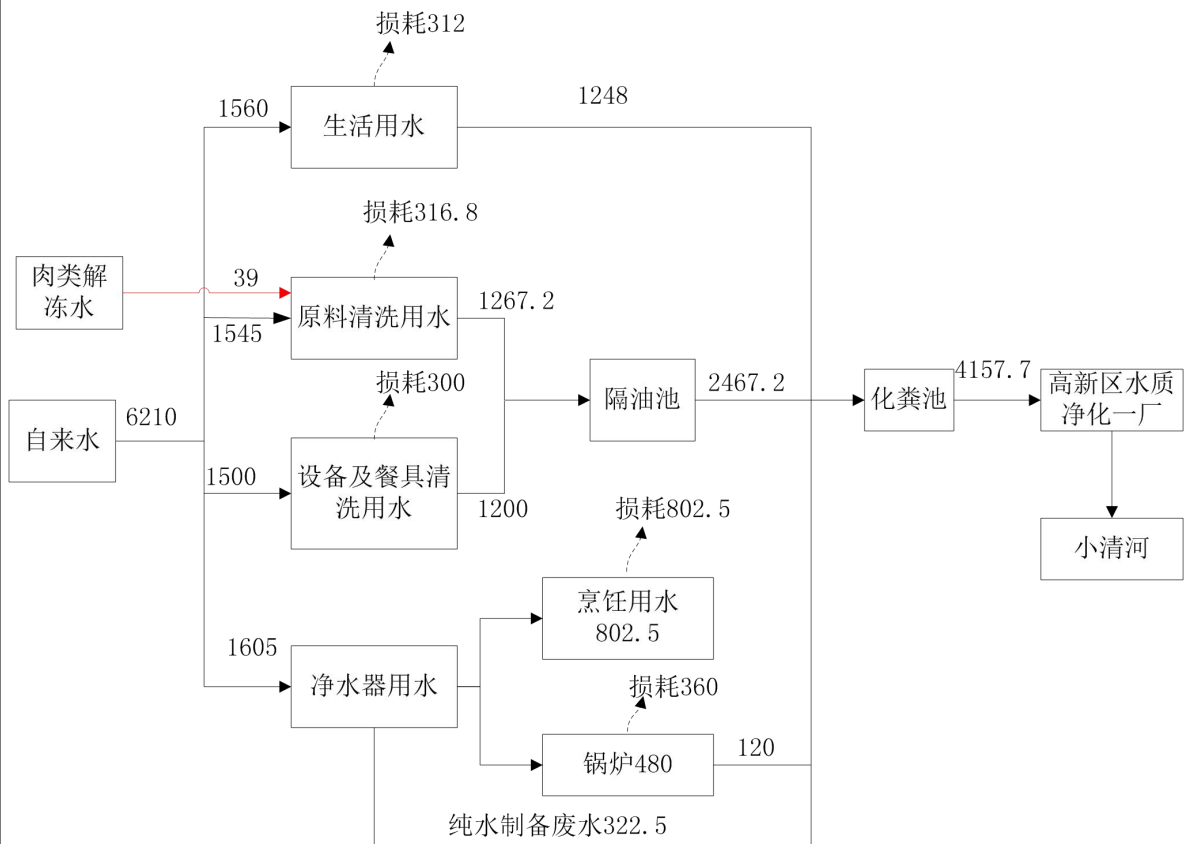 损耗312
1560
生活用水
1248
损耗316.8
肉类解
冻水
39
原料清洗用水
1267.2
1545
损耗300
隔油池
2467.2
化粪池
4157.7
高新区水质
净化一厂
自来水
6210
1500
设备及餐具清
洗用水
1200
损耗802.5
小清河
烹饪用水
802.5
1605
净水器用水
损耗360
锅炉480
120
纯水制备废水322.5